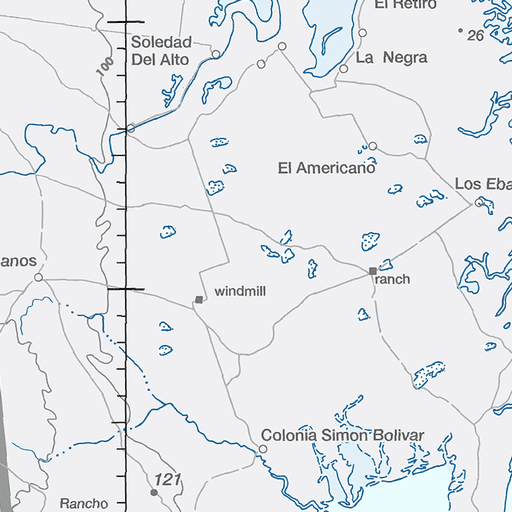 El Retiro
26
Soledad
Del Alto
La Negra
100
El Americano
Los Eba
anos
ranch
windmill
Colonia Simon Bolivar
121
Rancho